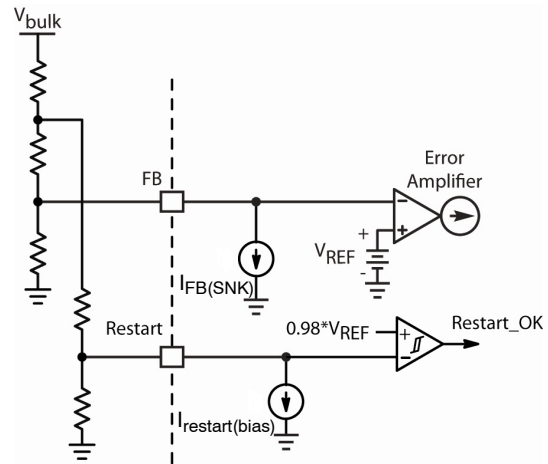 Vbulk
FB
Error
Amplifier
+
VREF
-
IFB(SNK)
-
+
Restart
0.98*VREF
+
-
Restart_OK
Irestart(bias)